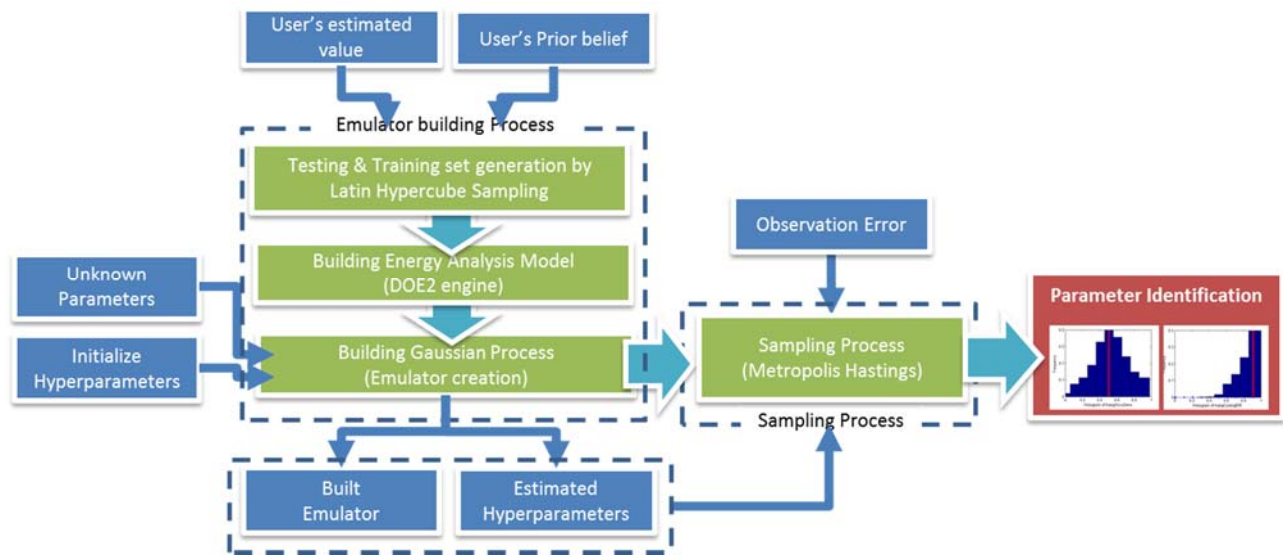 User's estimated
value
User's Prior belief
Emulator building Process
Testing & Training set generation by
Latin Hypercube Sampling
Building Energy Analysis Model
(DOE2 engine)
Unknown
Parameters
Initialize
Hyperparameters
Building Gaussian Process
(Emulator creation)
Built
Emulator
Estimated
Hyperparameters
Observation Error
Sampling Process
(Metropolis Hastings)
Sampling Process
Parameter Identification